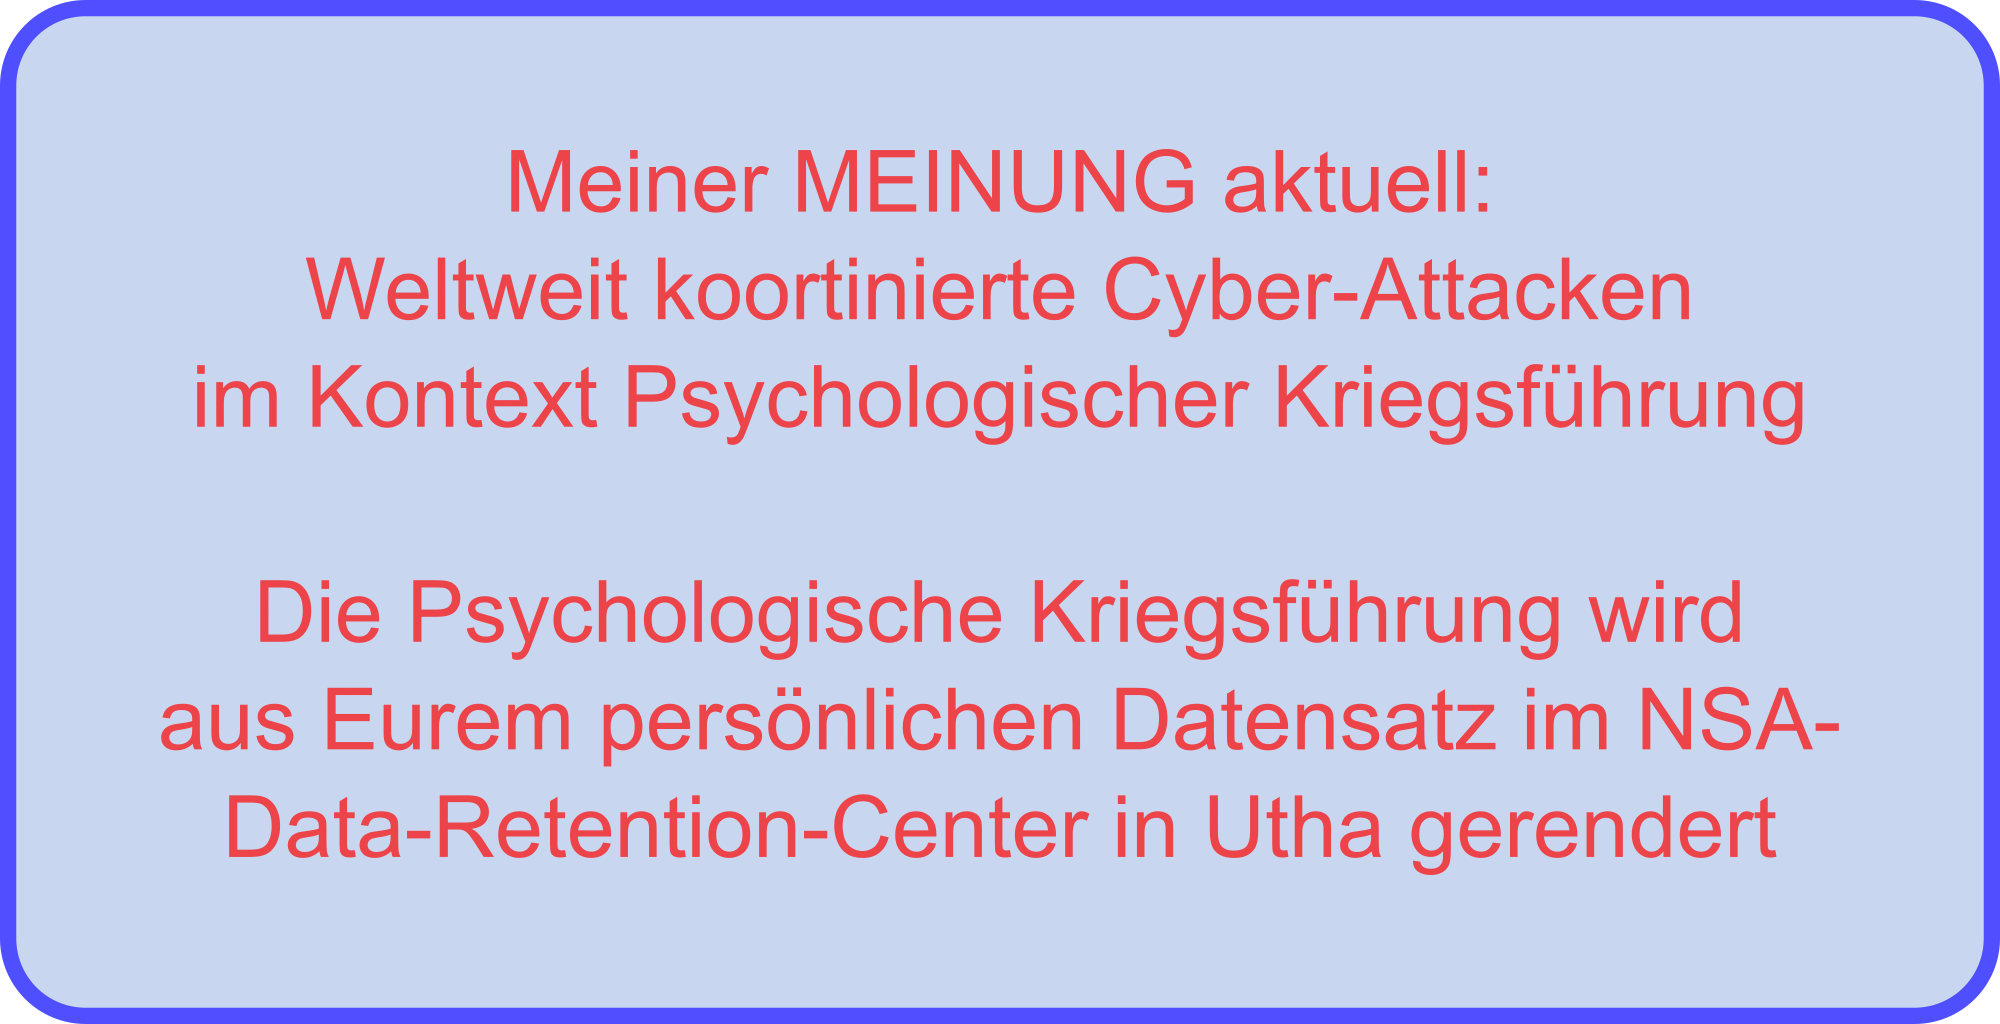 Meiner MEINUNG aktuell:
Weltweit koortinierte Cyber-Attacken
im Kontext Psychologischer Kriegsführung
Die Psychologische Kriegsführung wird
aus Eurem persönlichen Datensatz im NSA-
Data-Retention-Center in Utha gerendert